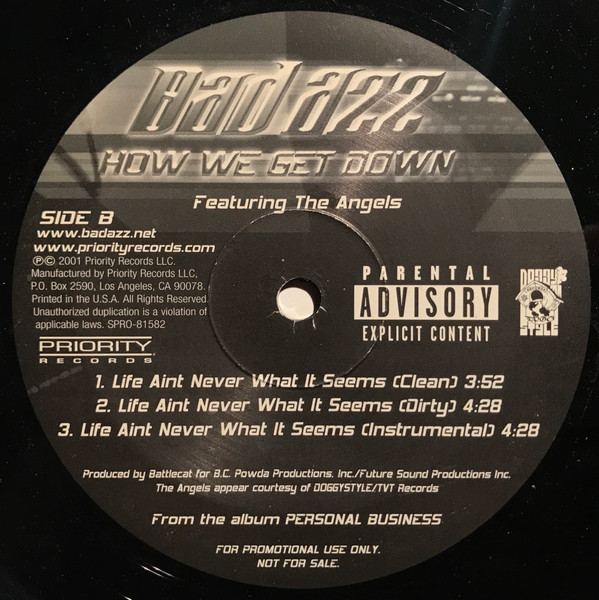 Bad Azz
HOW WE GET DOWN
Featuring The Angels
SIDE B
www.badazz.net
www.priorityrecords.com
℗© 2001 Priority Records LLC.
Manufactured by Priority Records LLC,
P.O. Box 2590, Los Angeles, CA 90078.
Printed in the U.S.A. All Rights Reserved.
Unauthorized duplication is a violation of
applicable laws. SPRO-81582
PRIORITY
RECORDS
PARENTAL
ADVISORY
EXPLICIT CONTENT
DOGGY
STYLE
1. Life Aint Never What It Seems (Clean) 3:52
2. Life Aint Never What It Seems (Dirty) 4:28
3. Life Aint Never What It Seems (Instrumental) 4:28
Produced by Battlecat for B.C. Powda Productions. Inc./Future Sound Productions Inc.
The Angels appear courtesy of DOGGYSTYLE/TVT Records
From the album PERSONAL BUSINESS
FOR PROMOTIONAL USE ONLY.
NOT FOR SALE.